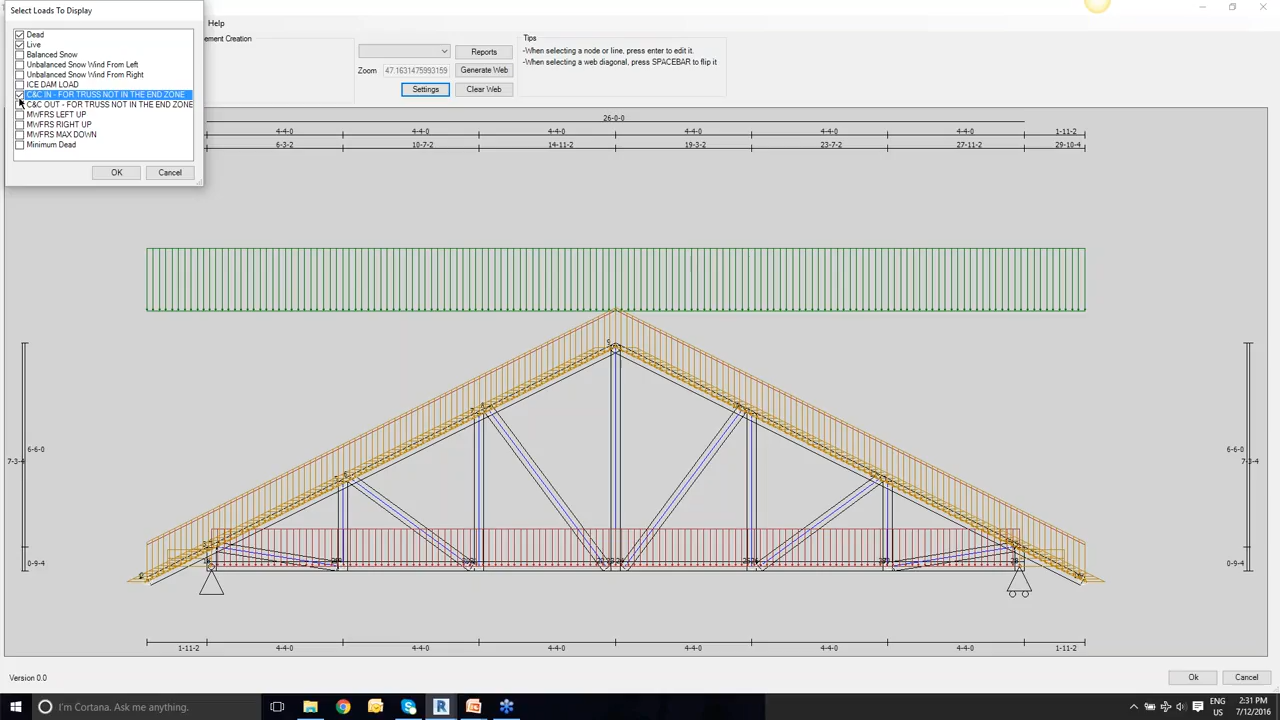 Select Loads To Display
Dead
Live
Balanced Snow
Unbalanced Snow Wind From Left
Unbalanced Snow Wind From Right
ICE DAM LOAD
C&C IN - FOR TRUSS NOT IN THE END ZONE
C&C OUT - FOR TRUSS NOT IN THE END ZONE
MWFRS LEFT UP
MWFRS RIGHT UP
MWFRS MAX DOWN
Minimum Dead
OK Cancel
Help
ement Creation
Reports
Zoom 47.1631475993159 Generate Web
Settings Clear Web
Tips
-When selecting a node or line, press enter to edit it.
-When selecting a web diagonal, press SPACEBAR to flip it
26-0-0
4-4-0 4-4-0 4-4-0 4-4-0 4-4-0 4-4-0 1-11-2
6-3-2 10-7-2 14-11-2 19-3-2 23-7-2 27-11-2 29-10-4
6-6-0 6-6-0
7-3-4 7-3-4
0-9-4 0-9-4
1-11-2 4-4-0 4-4-0 4-4-0 4-4-0 4-4-0 4-4-0 1-11-2
Version 0.0
Ok Cancel
I'm Cortana. Ask me anything.
ENG 2:31 PM
US 7/12/2016